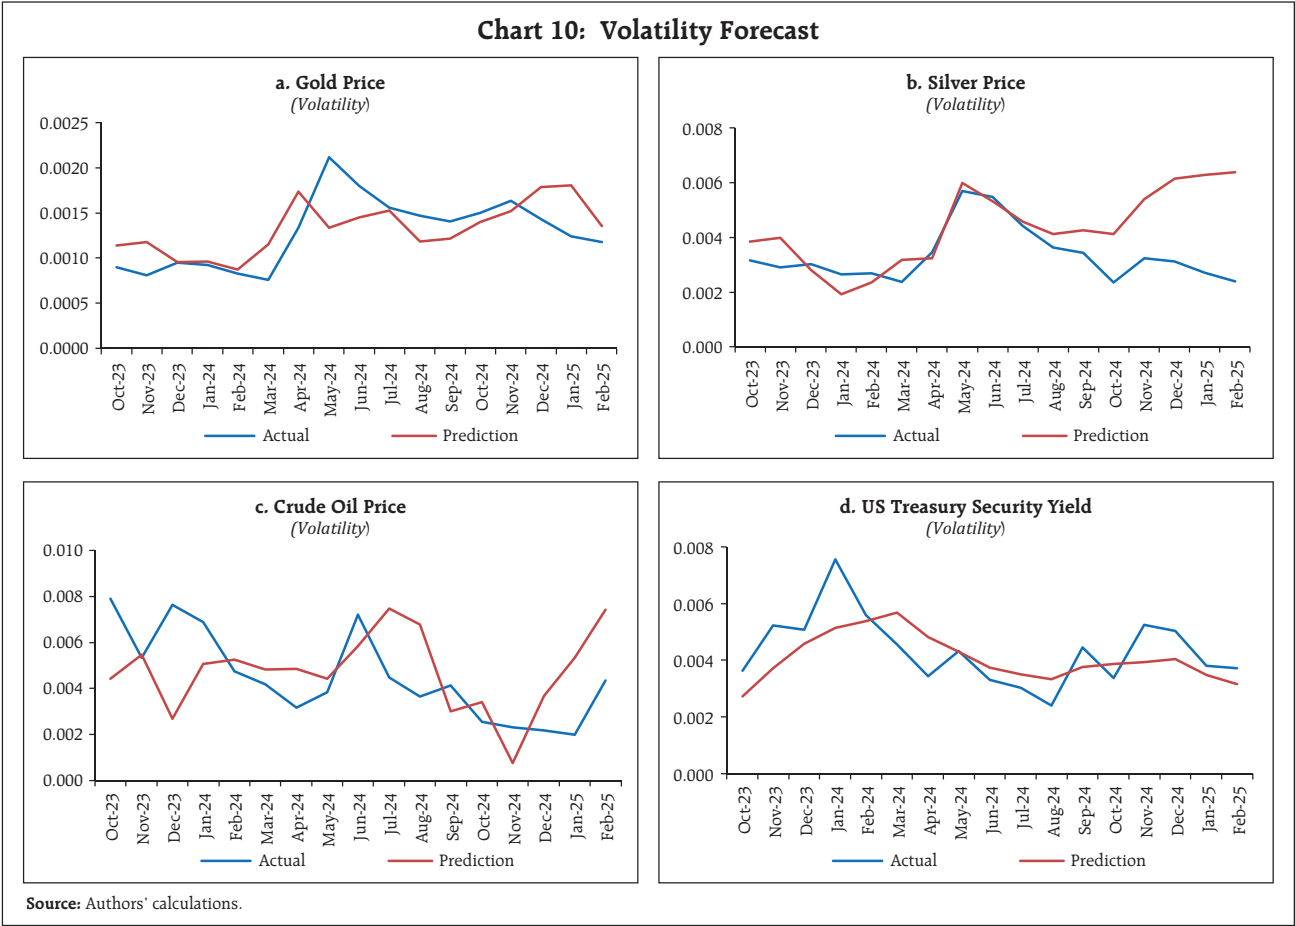 Chart 10: Volatility Forecast
a. Gold Price
(Volatility)
0.0025
0.0020
0.0015
0.0010
0.0005
0.0000
Oct-23 Nov-23 Dec-23 Jan-24 Feb-24 Mar-24 Apr-24 May-24 Jun-24 Jul-24 Aug-24 Sep-24 Oct-24 Nov-24 Dec-24 Jan-25 Feb-25
Actual Prediction
b. Silver Price
(Volatility)
0.008
0.006
0.004
0.002
0.000
Oct-23 Nov-23 Dec-23 Jan-24 Feb-24 Mar-24 Apr-24 May-24 Jun-24 Jul-24 Aug-24 Sep-24 Oct-24 Nov-24 Dec-24 Jan-25 Feb-25
Actual Prediction
c. Crude Oil Price
(Volatility)
0.010
0.008
0.006
0.004
0.002
0.000
Oct-23 Nov-23 Dec-23 Jan-24 Feb-24 Mar-24 Apr-24 May-24 Jun-24 Jul-24 Aug-24 Sep-24 Oct-24 Nov-24 Dec-24 Jan-25 Feb-25
Actual Prediction
d. US Treasury Security Yield
(Volatility)
0.008
0.006
0.004
0.002
0.000
Oct-23 Nov-23 Dec-23 Jan-24 Feb-24 Mar-24 Apr-24 May-24 Jun-24 Jul-24 Aug-24 Sep-24 Oct-24 Nov-24 Dec-24 Jan-25 Feb-25
Actual Prediction
Source: Authors' calculations.